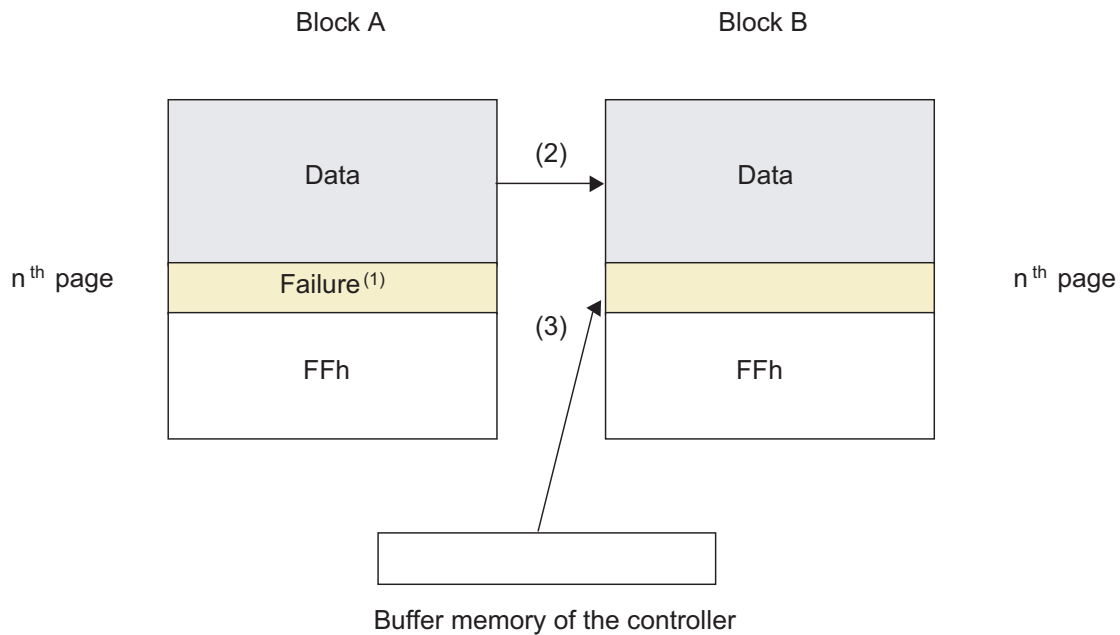 Block A
Block B
Data
(2)
Data
n th page
Failure (1)
n th page
(3)
FFh
FFh
Buffer memory of the controller